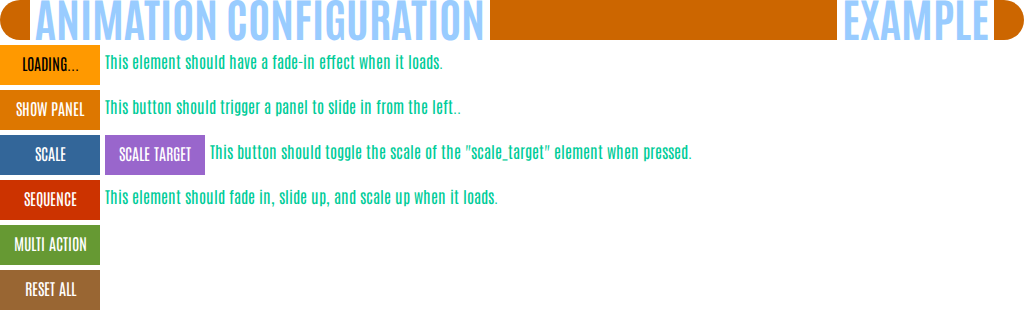 ANIMATION CONFIGURATION EXAMPLE
LOADING... This element should have a fade-in effect when it loads.
SHOW PANEL This button should trigger a panel to slide in from the left..
SCALE SCALE TARGET This button should toggle the scale of the "scale_target" element when pressed.
SEQUENCE This element should fade in, slide up, and scale up when it loads.
MULTI ACTION
RESET ALL